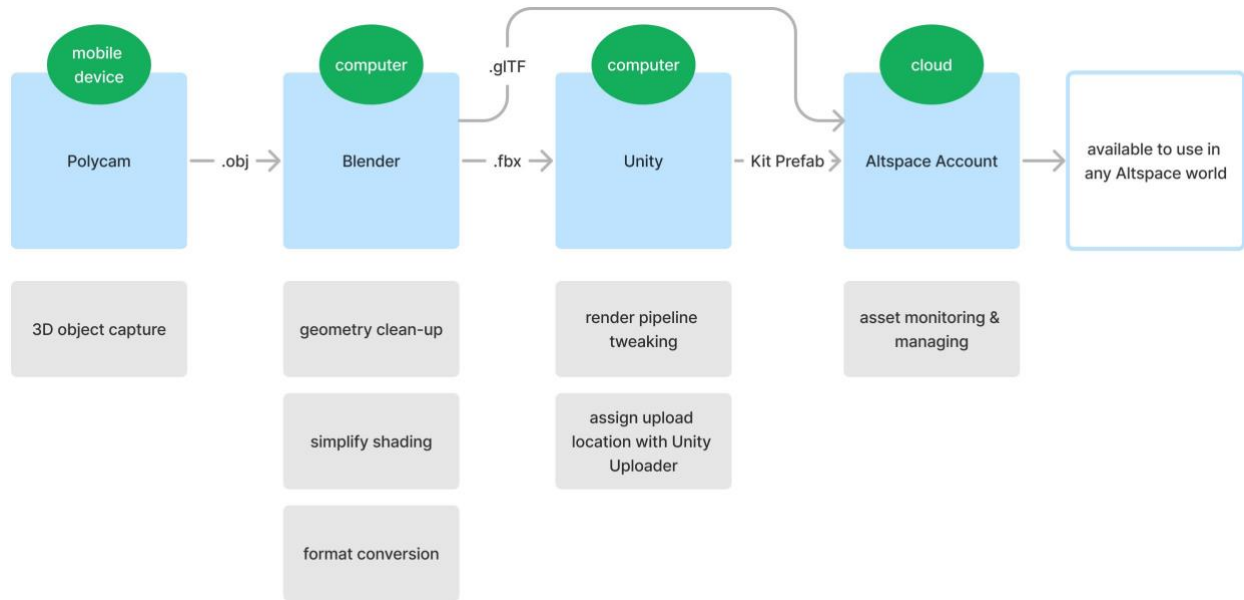 mobile
device
computer
.glTF
computer
cloud
Polycam
.obj
Blender
.fbx
Unity
Kit Prefab
Altspace Account
available to use in
any Altspace world
3D object capture
geometry clean-up
render pipeline
tweaking
asset monitoring &
managing
simplify shading
assign upload
location with Unity
Uploader
format conversion